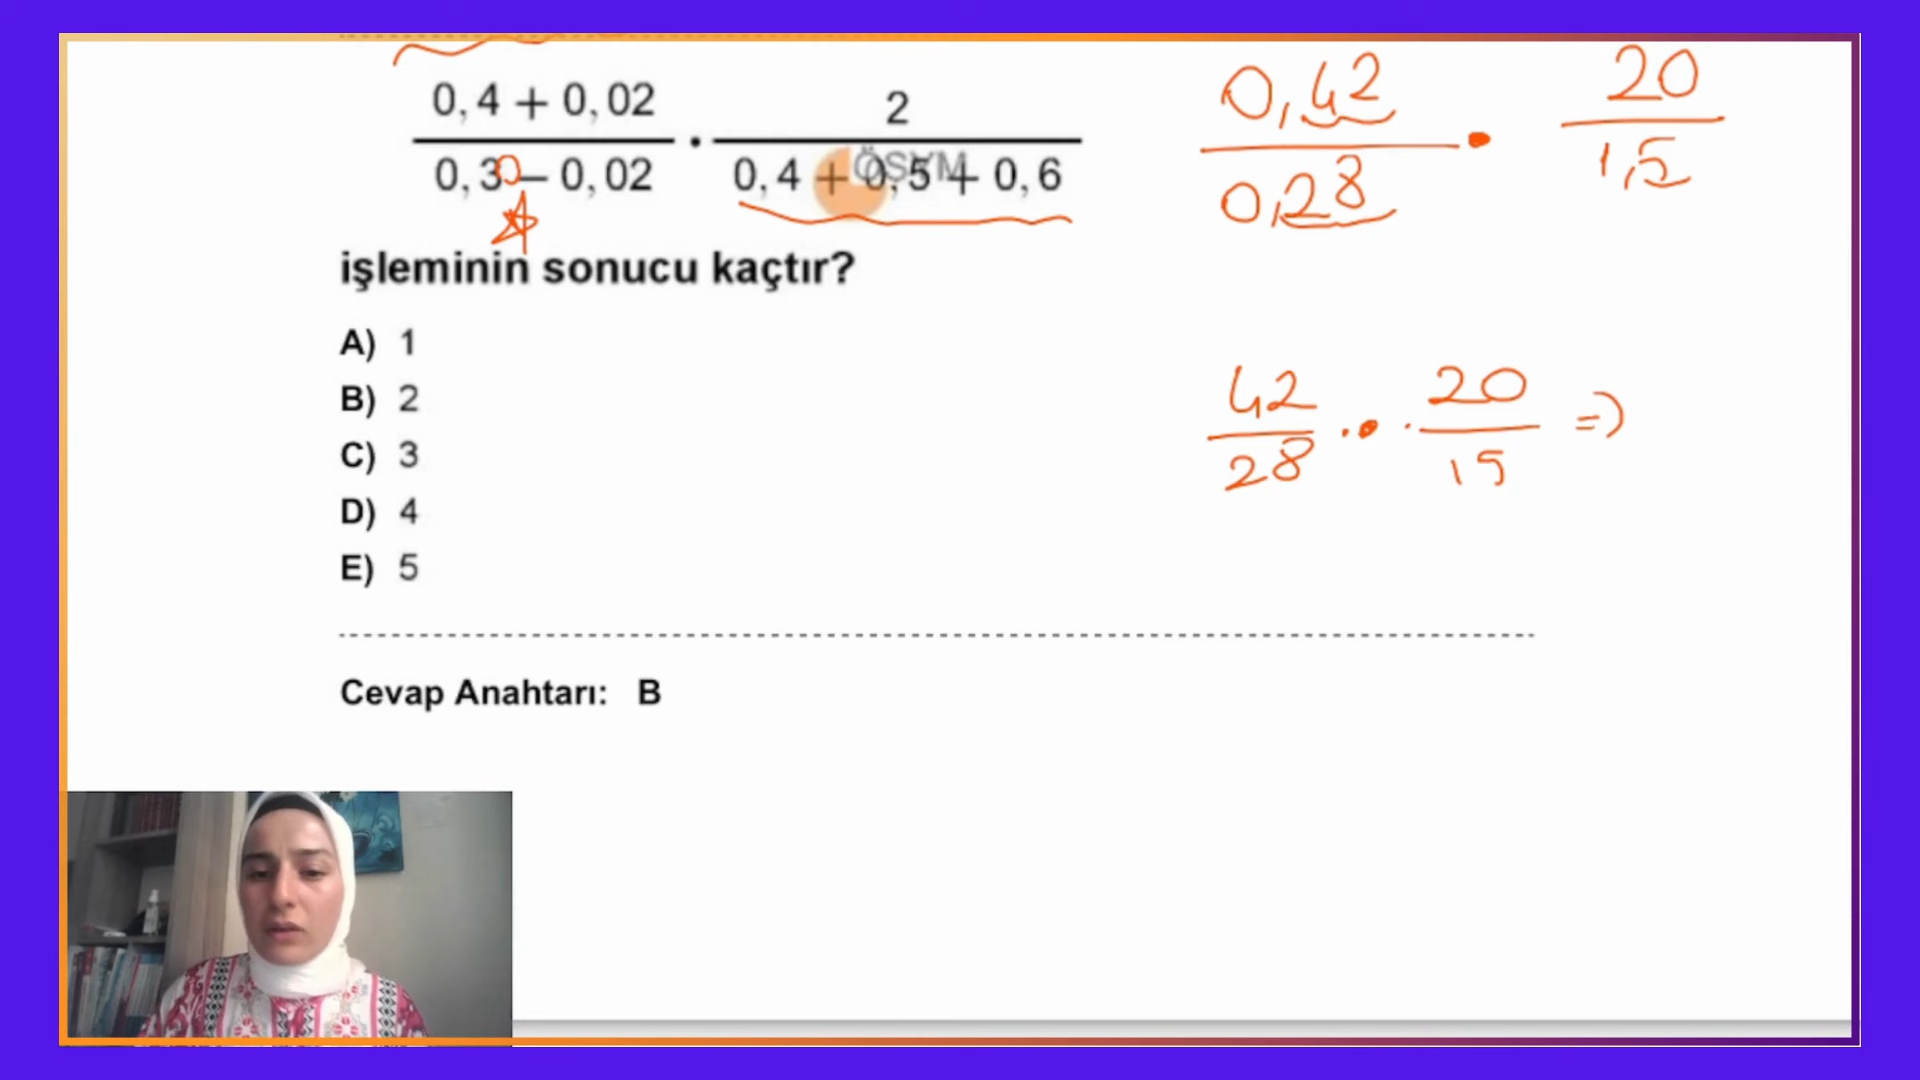 0,4 + 0,02
2
0,42
20
0,30 – 0,02
·
0,4 + 0,5 + 0,6
ÖSYM
0,28
·
1,5
işleminin sonucu kaçtır?
A) 1
B) 2
C) 3
D) 4
E) 5
42
20
28
·
15
=>
Cevap Anahtarı: B